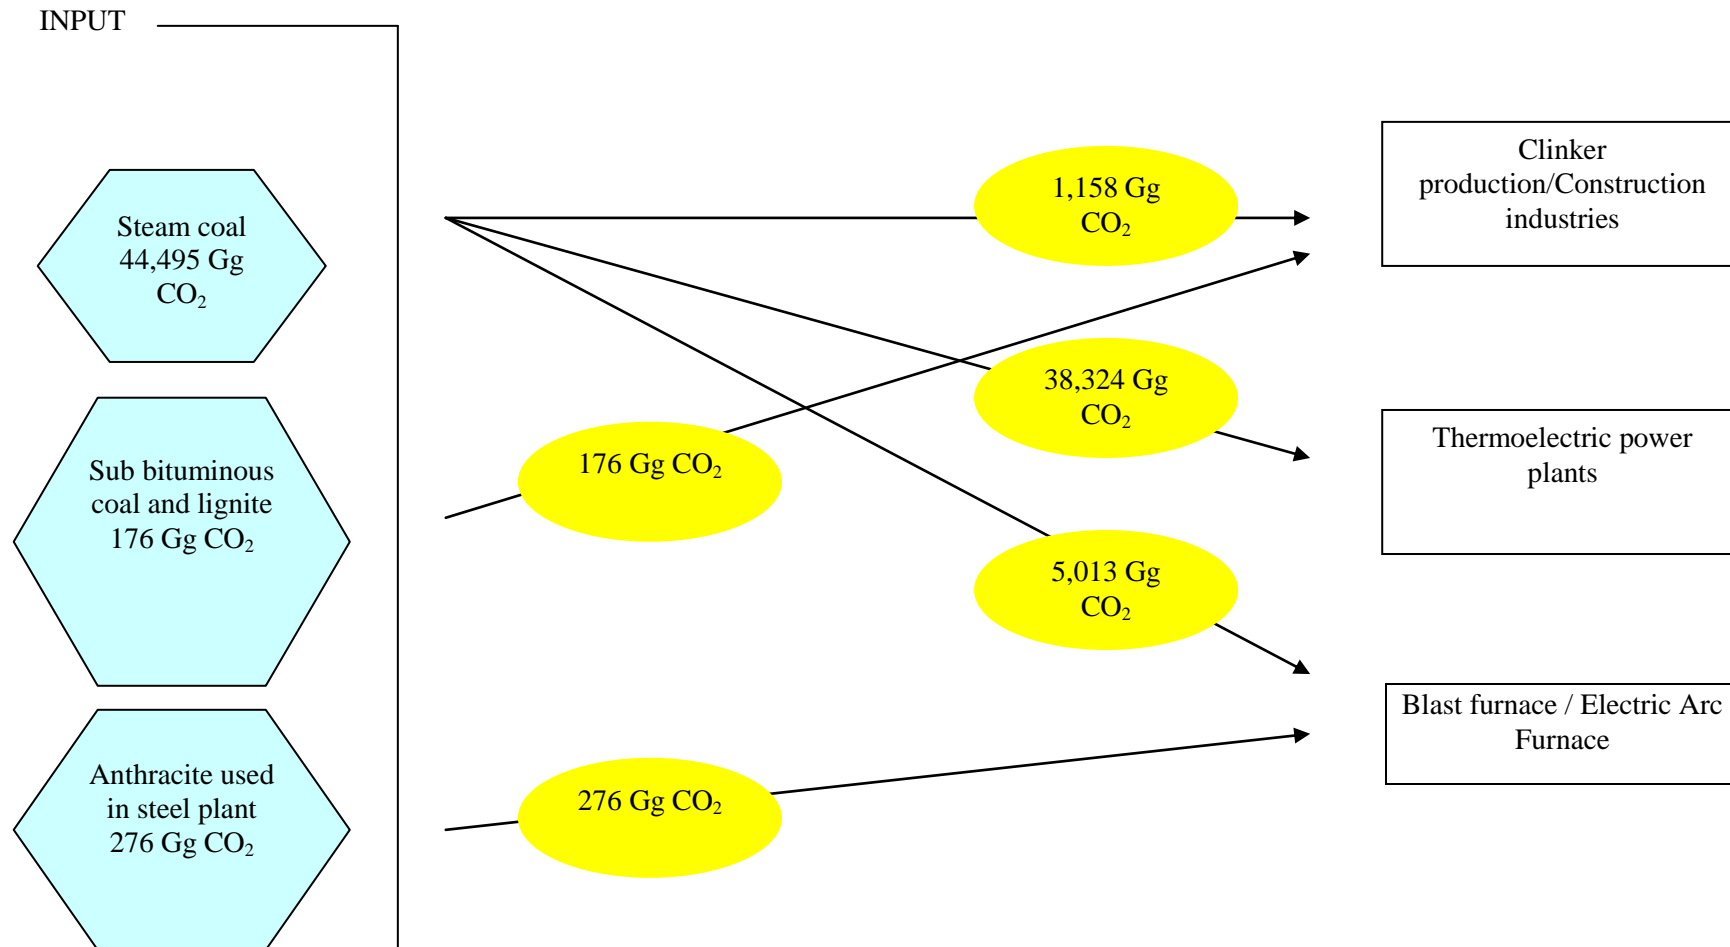 INPUT
Steam coal
44,495 Gg
CO₂
Sub bituminous
coal and lignite
176 Gg CO₂
Anthracite used
in steel plant
276 Gg CO₂
1,158 Gg
CO₂
38,324 Gg
CO₂
176 Gg CO₂
5,013 Gg
CO₂
276 Gg CO₂
Clinker
production/Construction
industries
Thermoelectric power
plants
Blast furnace / Electric Arc
Furnace